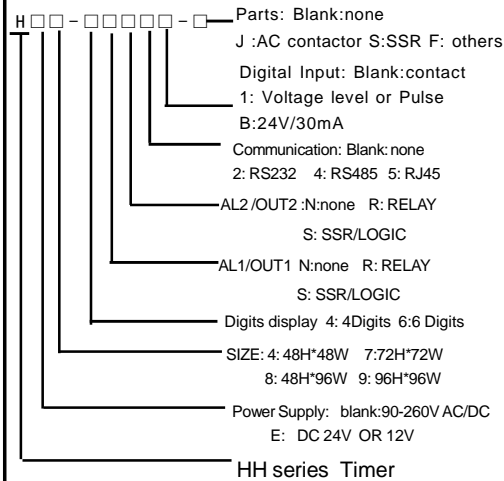 H□□-□□□□□-□
Parts: Blank:none
J :AC contactor S:SSR F: others
Digital Input: Blank:contact
1: Voltage level or Pulse
B:24V/30mA
Communication: Blank:none
2: RS232 4: RS485 5: RJ45
AL2/OUT2 :N:none R: RELAY
S: SSR/LOGIC
AL1/OUT1 N:none R: RELAY
S: SSR/LOGIC
Digits display 4: 4Digits 6:6 Digits
SIZE: 4: 48H*48W 7:72H*72W
8: 48H*96W 9: 96H*96W
Power Supply: blank:90-260V AC/DC
E: DC 24V OR 12V
HH series Timer